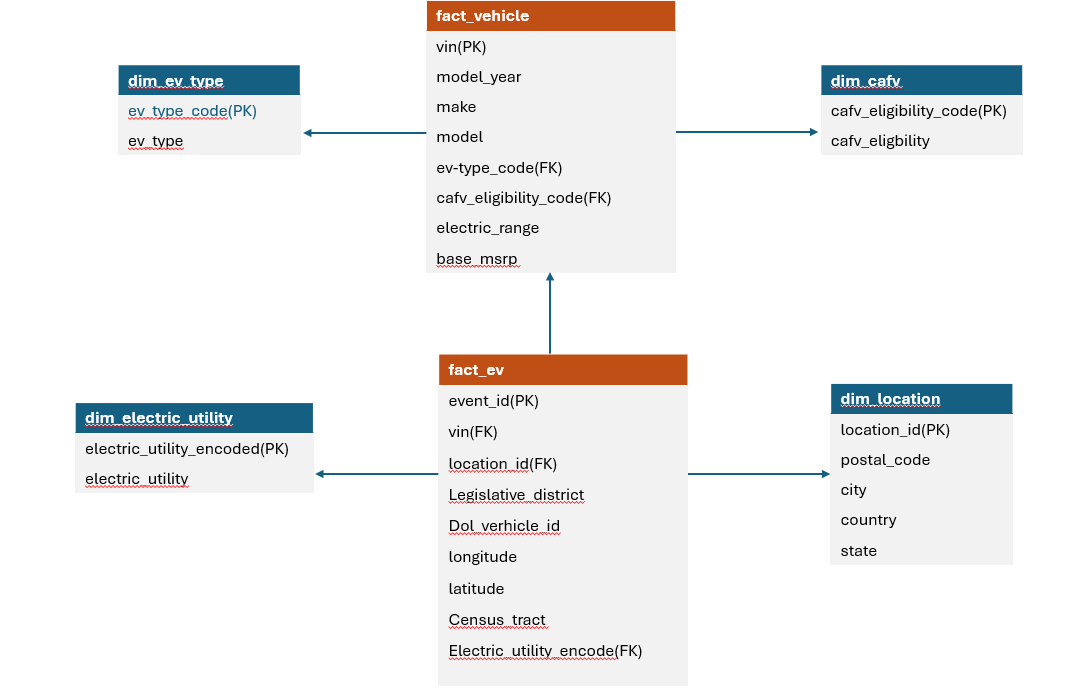 fact_vehicle
vin(PK)
model_year
make
model
ev-type_code(FK)
cafv_eligibility_code(FK)
electric_range
base_msrp
dim_ev_type
ev_type_code(PK)
ev_type
dim_cafv
cafv_eligibility_code(PK)
cafv_eligbility
fact_ev
event_id(PK)
vin(FK)
location_id(FK)
Legislative_district
Dol_verhicle_id
longitude
latitude
Census_tract
Electric_utility_encode(FK)
dim_electric_utility
electric_utility_encoded(PK)
electric_utility
dim_location
location_id(PK)
postal_code
city
country
state